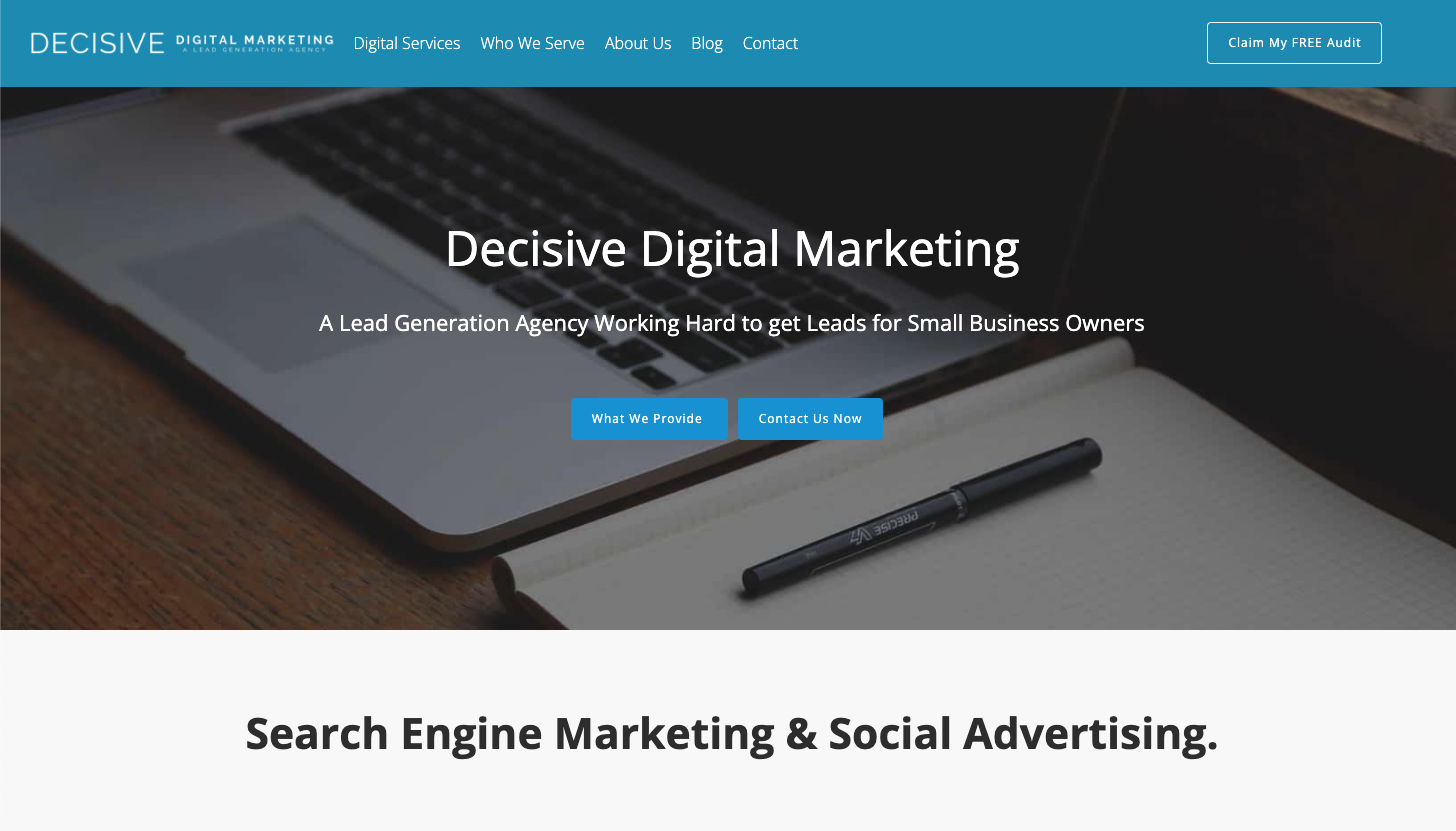 DECISIVE DIGITAL MARKETING
A LEAD GENERATION AGENCY
Digital Services Who We Serve About Us Blog Contact
Claim My FREE Audit
Decisive Digital Marketing
A Lead Generation Agency Working Hard to get Leads for Small Business Owners
What We Provide Contact Us Now
PRECISE V7
Search Engine Marketing & Social Advertising.